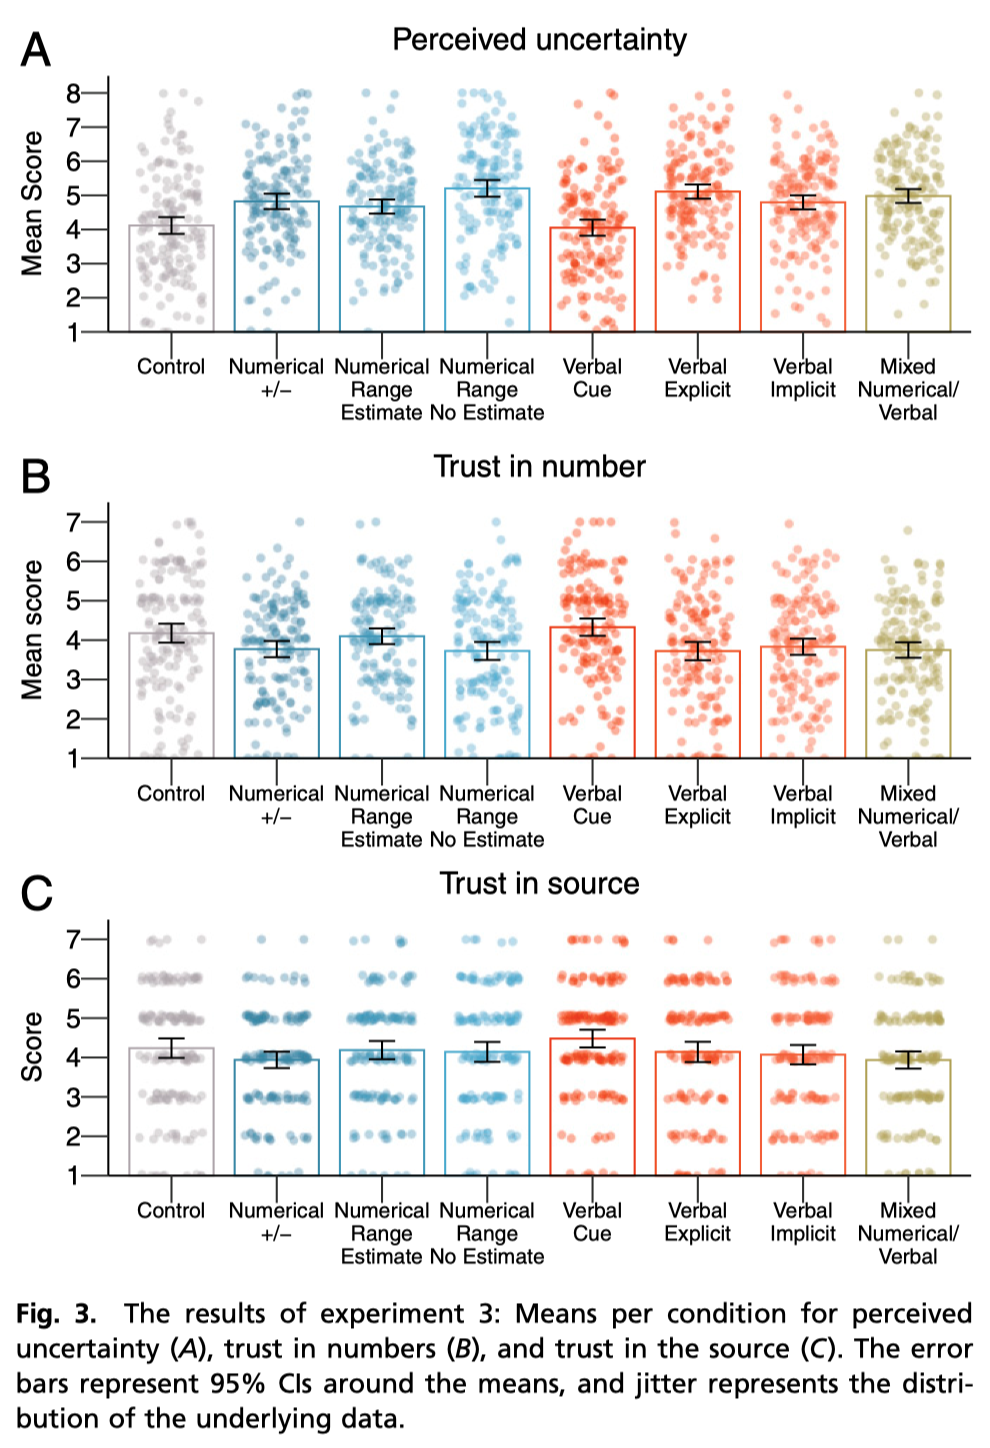 A
Perceived uncertainty
Mean Score
8
7
6
5
4
3
2
1
Control Numerical Numerical Numerical Verbal Verbal Verbal Mixed
+/− Range Range Cue Explicit Implicit Numerical/
Estimate No Estimate Verbal
B
Trust in number
Mean score
7
6
5
4
3
2
1
Control Numerical Numerical Numerical Verbal Verbal Verbal Mixed
+/− Range Range Cue Explicit Implicit Numerical/
Estimate No Estimate Verbal
C
Trust in source
Score
7
6
5
4
3
2
1
Control Numerical Numerical Numerical Verbal Verbal Verbal Mixed
+/− Range Range Cue Explicit Implicit Numerical/
Estimate No Estimate Verbal
Fig. 3. The results of experiment 3: Means per condition for perceived
uncertainty (A), trust in numbers (B), and trust in the source (C). The error
bars represent 95% CIs around the means, and jitter represents the distri-
bution of the underlying data.